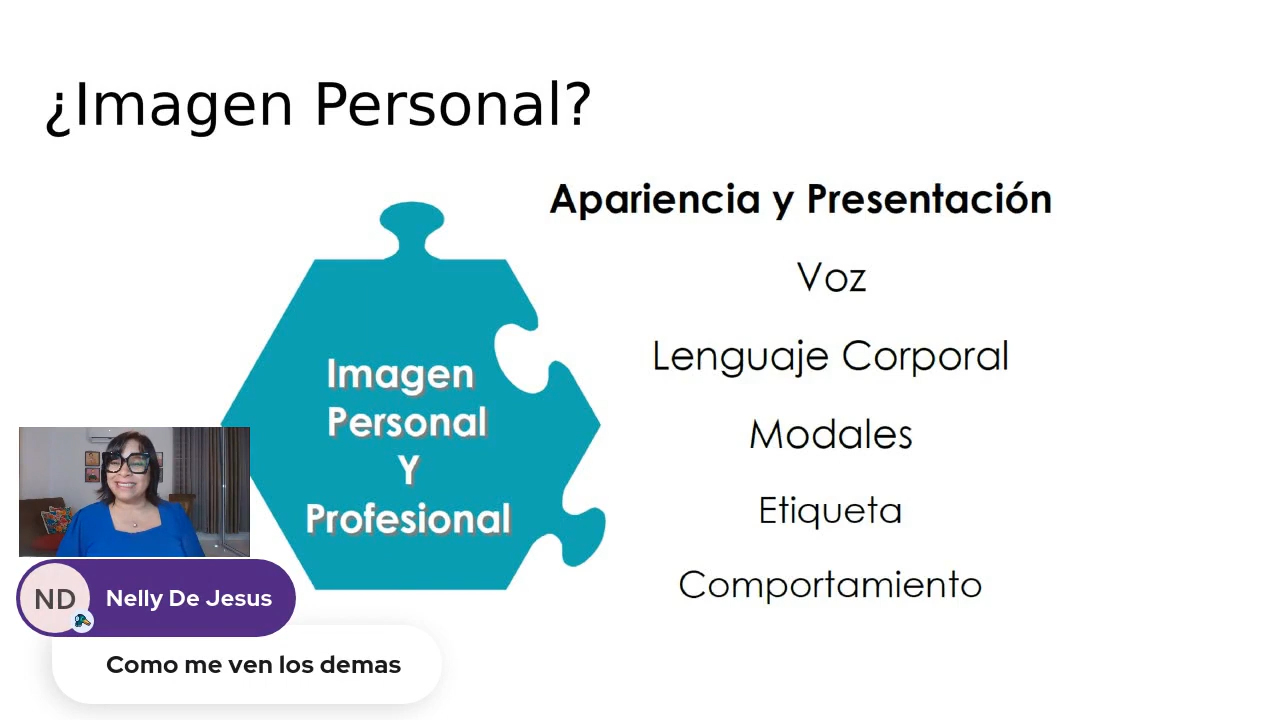 ¿Imagen Personal?
Apariencia y Presentación
Voz
Lenguaje Corporal
Modales
Etiqueta
Comportamiento
Imagen
Personal
Y
Profesional
ND
Nelly De Jesus
Como me ven los demas